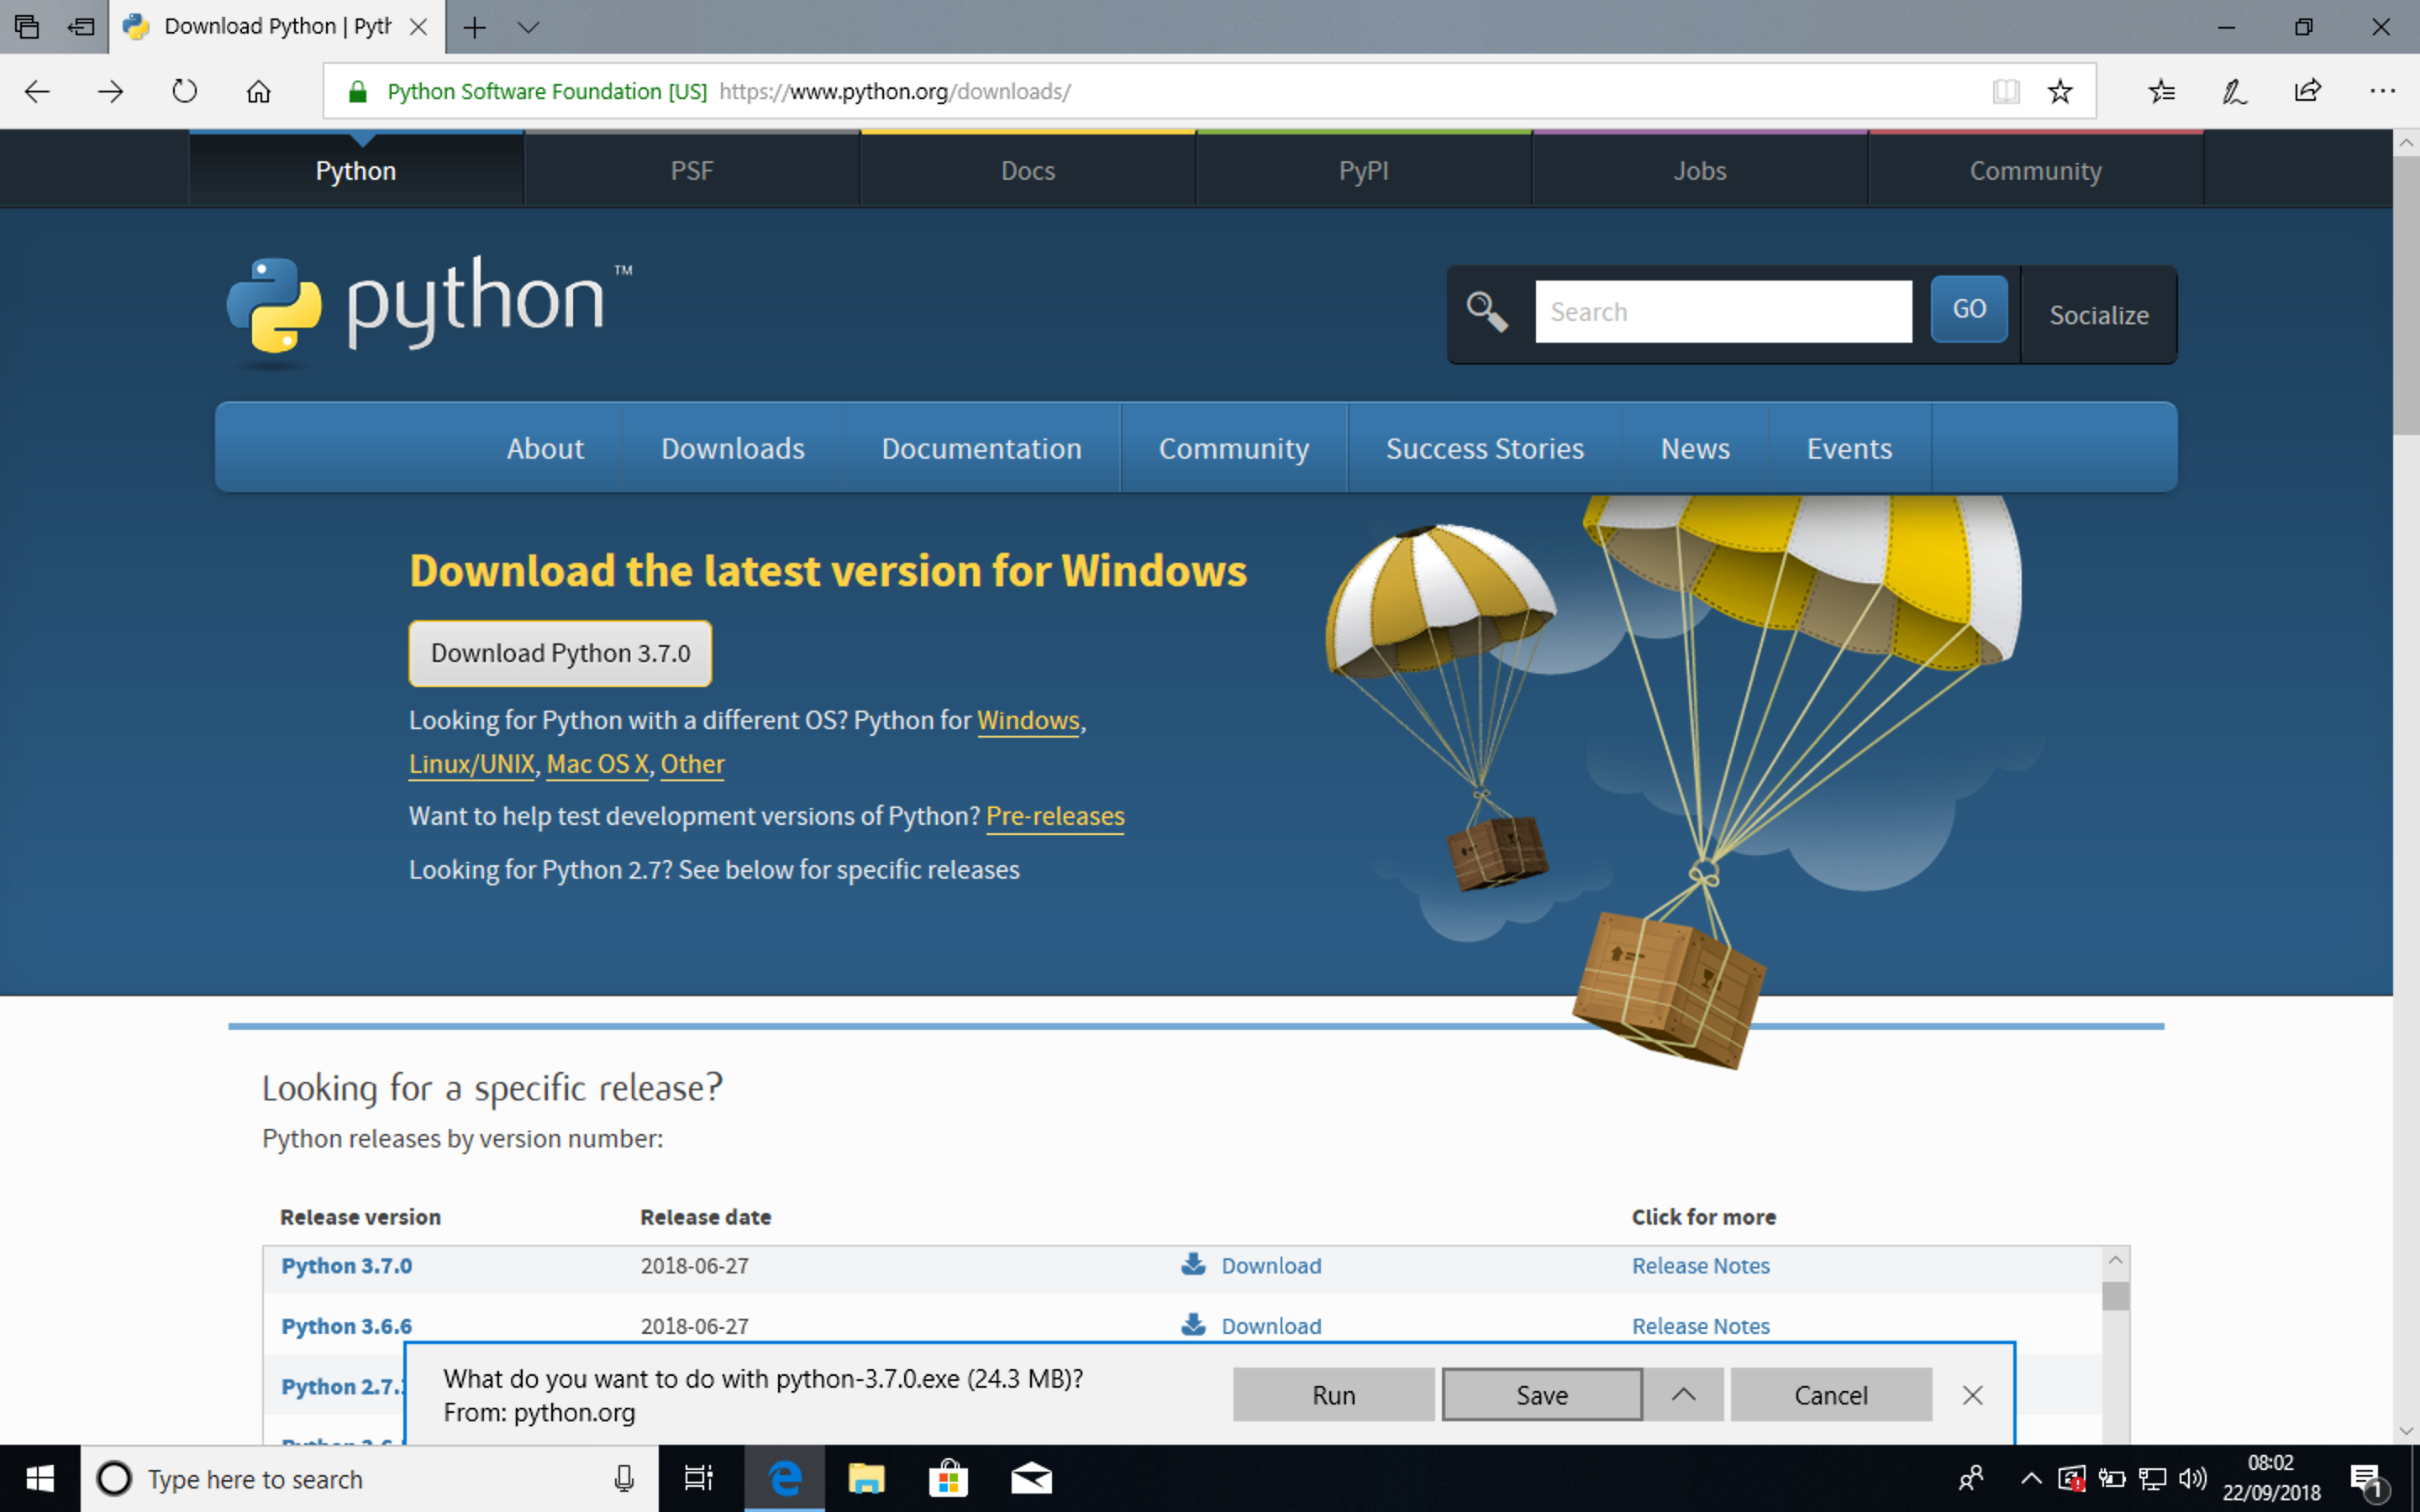 Download Python | Pyth
Python Software Foundation [US] https://www.python.org/downloads/
Python PSF Docs PyPI Jobs Community
python™
Search GO Socialize
About Downloads Documentation Community Success Stories News Events
Download the latest version for Windows
Download Python 3.7.0
Looking for Python with a different OS? Python for Windows,
Linux/UNIX, Mac OS X, Other
Want to help test development versions of Python? Pre-releases
Looking for Python 2.7? See below for specific releases
Looking for a specific release?
Python releases by version number:
Release version Release date Click for more
Python 3.7.0 2018-06-27 Download Release Notes
Python 3.6.6 2018-06-27 Download Release Notes
Python 2.7.
What do you want to do with python-3.7.0.exe (24.3 MB)?
From: python.org
Run Save Cancel
Type here to search
08:02
22/09/2018
1